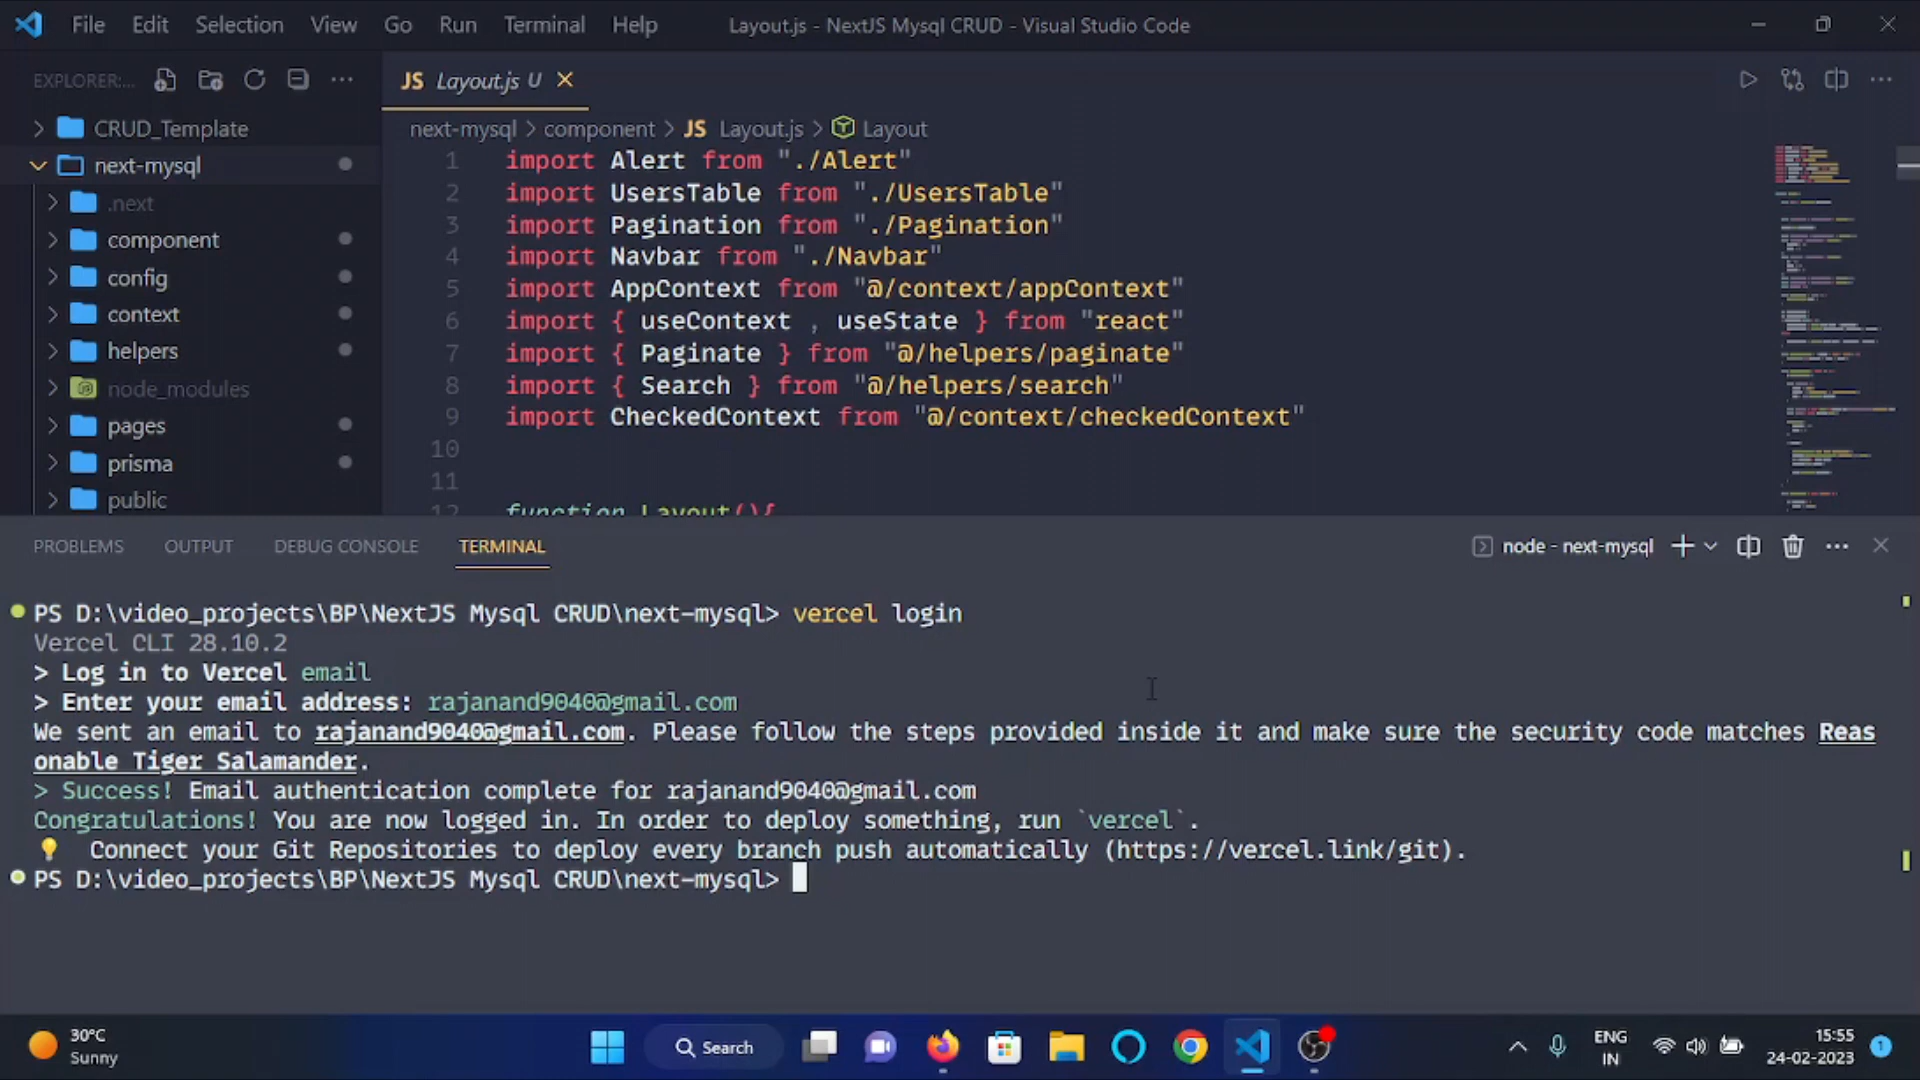 File Edit Selection View Go Run Terminal Help
Layout.js - NextJS Mysql CRUD - Visual Studio Code
EXPLORER:...
JS Layout.js U
CRUD_Template
next-mysql > component > JS Layout.js > Layout
next-mysql
.next
component
config
context
helpers
node_modules
pages
prisma
public
1 import Alert from "./Alert"
2 import UsersTable from "./UsersTable"
3 import Pagination from "./Pagination"
4 import Navbar from "./Navbar"
5 import AppContext from "@/context/appContext"
6 import { useContext , useState } from "react"
7 import { Paginate } from "@/helpers/paginate"
8 import { Search } from "@/helpers/search"
9 import CheckedContext from "@/context/checkedContext"
10
11
12 function Layout(){
PROBLEMS OUTPUT DEBUG CONSOLE TERMINAL
node - next-mysql
PS D:\video_projects\BP\NextJS Mysql CRUD\next-mysql> vercel login
Vercel CLI 28.10.2
> Log in to Vercel email
> Enter your email address: rajanand9040@gmail.com
We sent an email to rajanand9040@gmail.com. Please follow the steps provided inside it and make sure the security code matches Reas
onable Tiger Salamander.
> Success! Email authentication complete for rajanand9040@gmail.com
Congratulations! You are now logged in. In order to deploy something, run `vercel`.
Connect your Git Repositories to deploy every branch push automatically (https://vercel.link/git).
PS D:\video_projects\BP\NextJS Mysql CRUD\next-mysql>
30°C
Sunny
Search
ENG
IN
15:55
24-02-2023
1